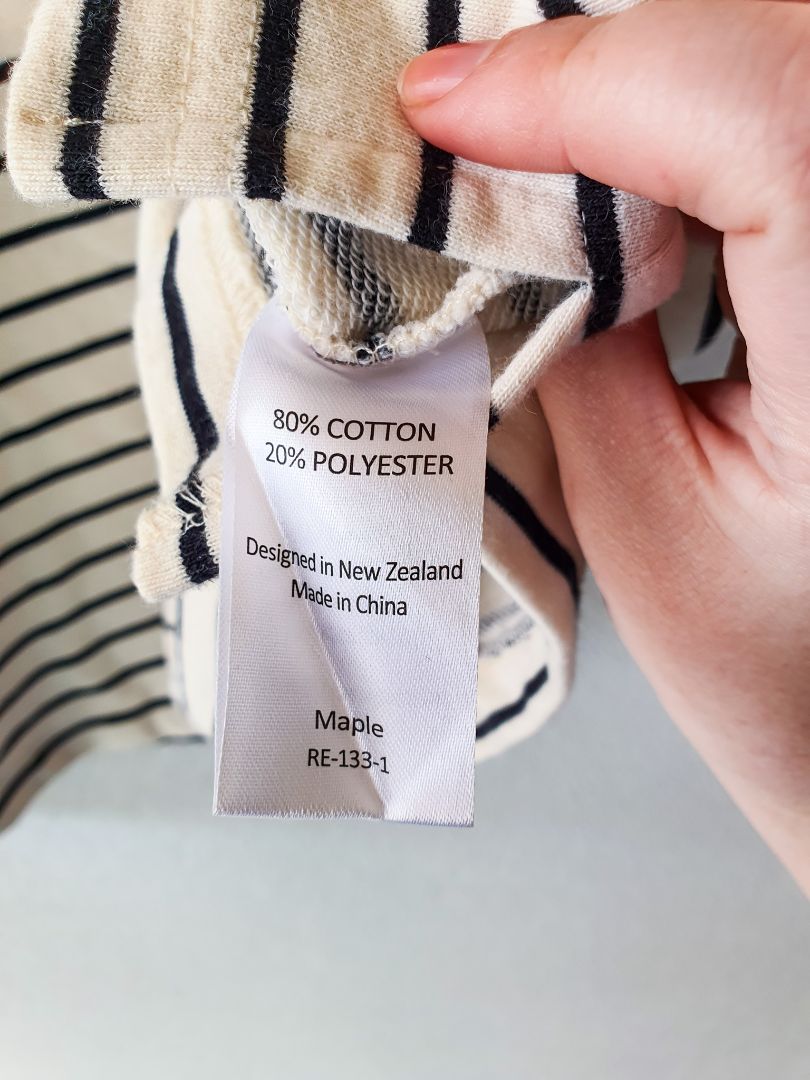 80% COTTON
20% POLYESTER
Designed in New Zealand
Made in China
Maple
RE-133-1